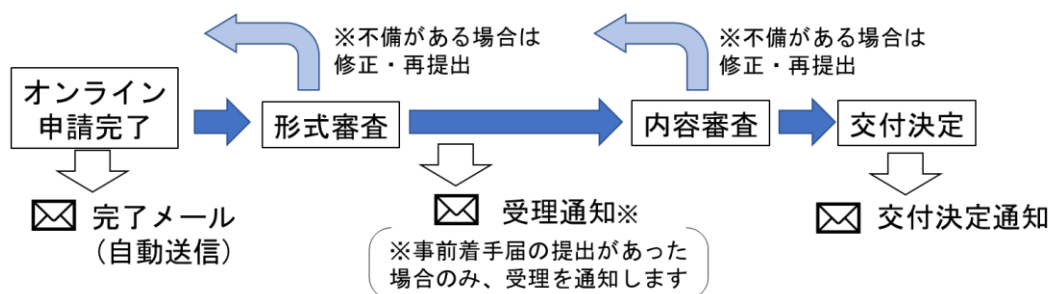 ※不備がある場合は
修正・再提出
※不備がある場合は
修正・再提出
オンライン
申請完了
形式審査
内容審査
交付決定
完了メール
（自動送信）
受理通知※
※事前着手届の提出があった
場合のみ、受理を通知します
交付決定通知